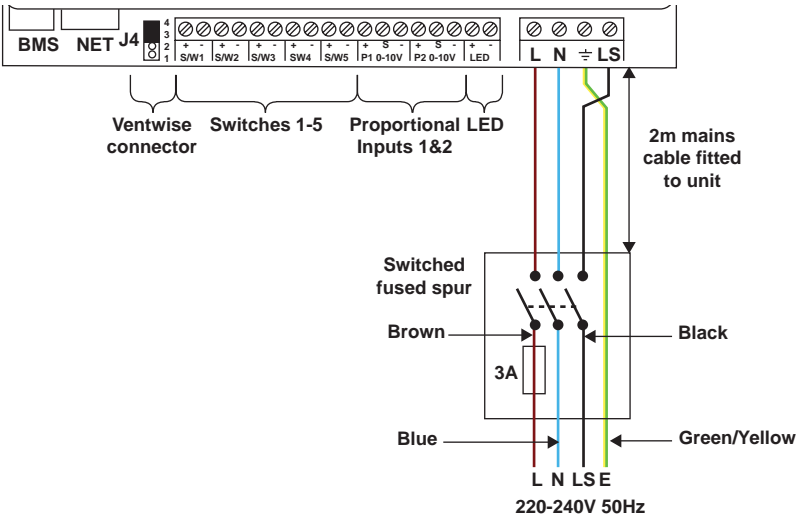 BMS NET J4
4
3
2
1
+ - + - + - + - + - + S - + S - + -
S/W1 S/W2 S/W3 SW4 S/W5 P1 0-10V P2 0-10V LED
L N ⏚ LS
Ventwise
connector
Switches 1-5
Proportional
Inputs 1&2
LED
2m mains
cable fitted
to unit
Switched
fused spur
Brown
Black
3A
Blue
Green/Yellow
L N LS E
220-240V 50Hz